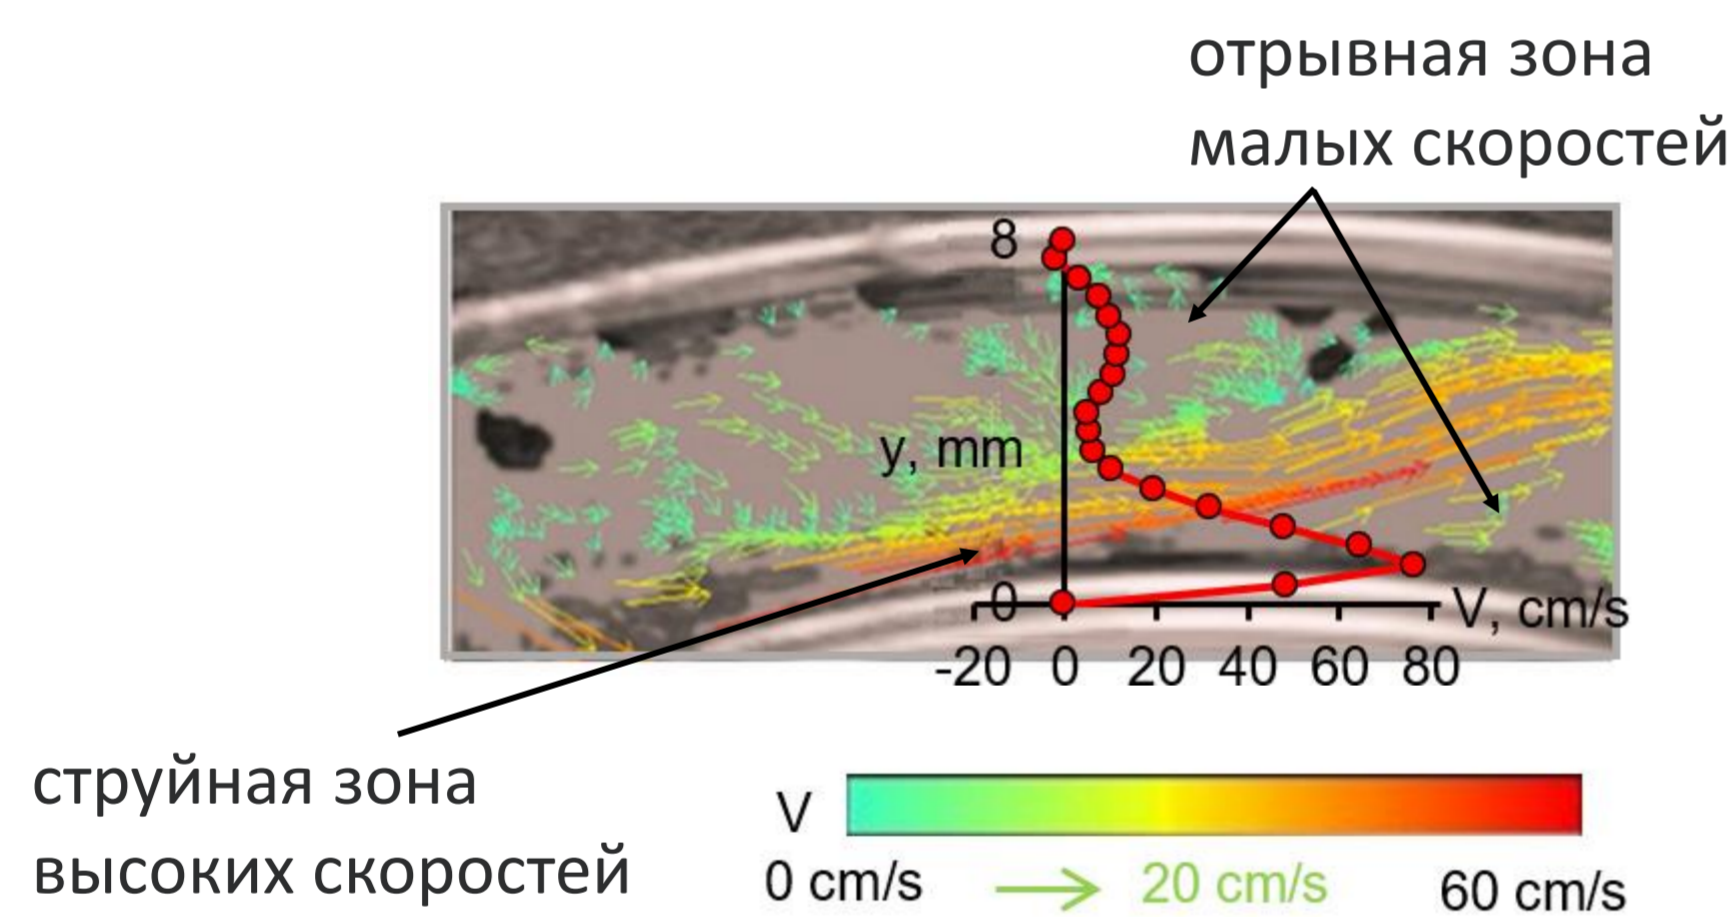 отрывная зона
малых скоростей
8
y, mm
0
V, cm/s
-20 0 20 40 60 80
струйная зона
высоких скоростей
V
0 cm/s 20 cm/s 60 cm/s